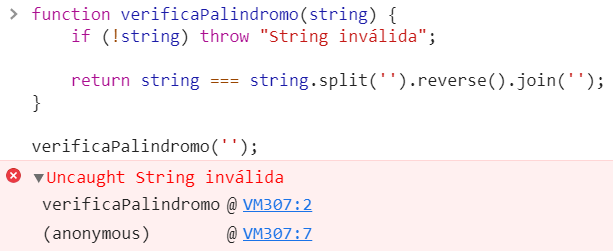 > function verificaPalindromo(string) {
if (!string) throw "String inválida";
return string === string.split('').reverse().join('');
}
verificaPalindromo('');
▼Uncaught String inválida
verificaPalindromo @ VM307:2
(anonymous) @ VM307:7